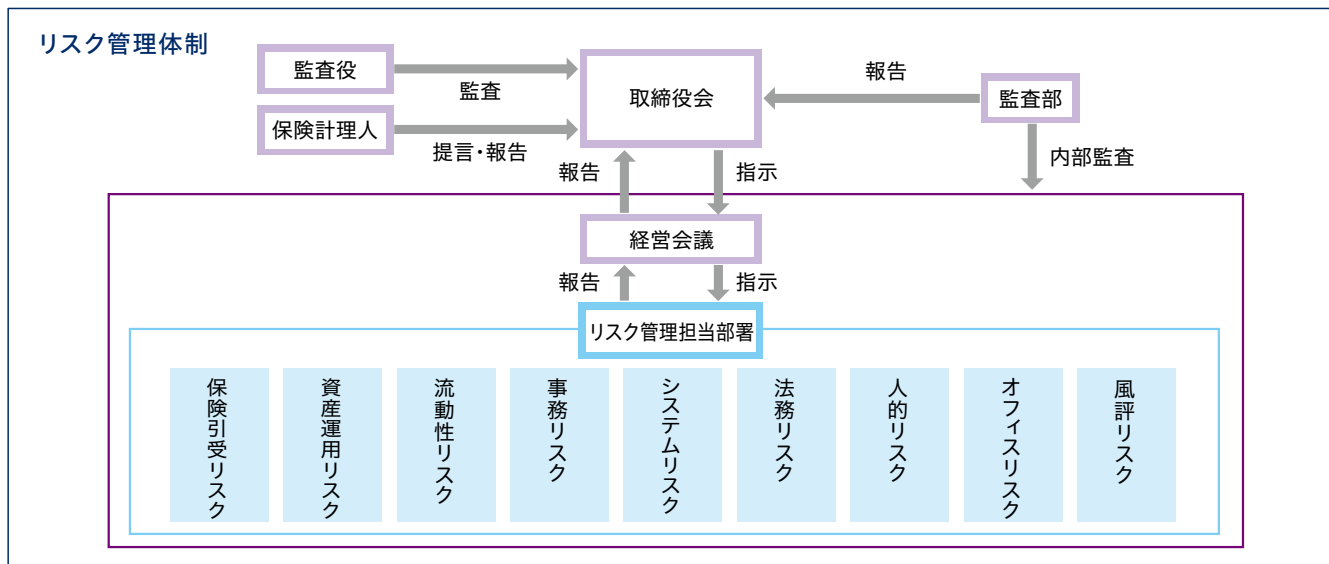 リスク管理体制
監査役
監査
取締役会
報告
監査部
保険計理人
提言・報告
内部監査
報告
指示
経営会議
報告
指示
リスク管理担当部署
保険引受リスク
資産運用リスク
流動性リスク
事務リスク
システムリスク
法務リスク
人的リスク
オフィスリスク
風評リスク